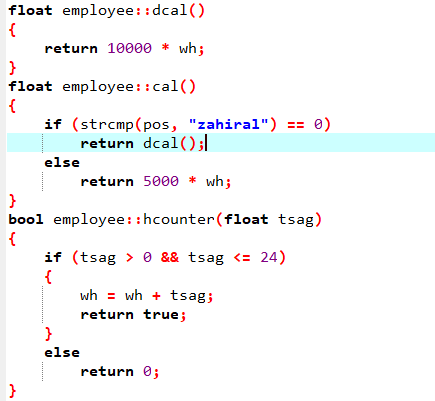 float employee::dcal()
{
    return 10000 * wh;
}
float employee::cal()
{
    if (strcmp(pos, "zahiral") == 0)
        return dcal();
    else
        return 5000 * wh;
}
bool employee::hcounter(float tsag)
{
    if (tsag > 0 && tsag <= 24)
    {
        wh = wh + tsag;
        return true;
    }
    else
        return 0;
}